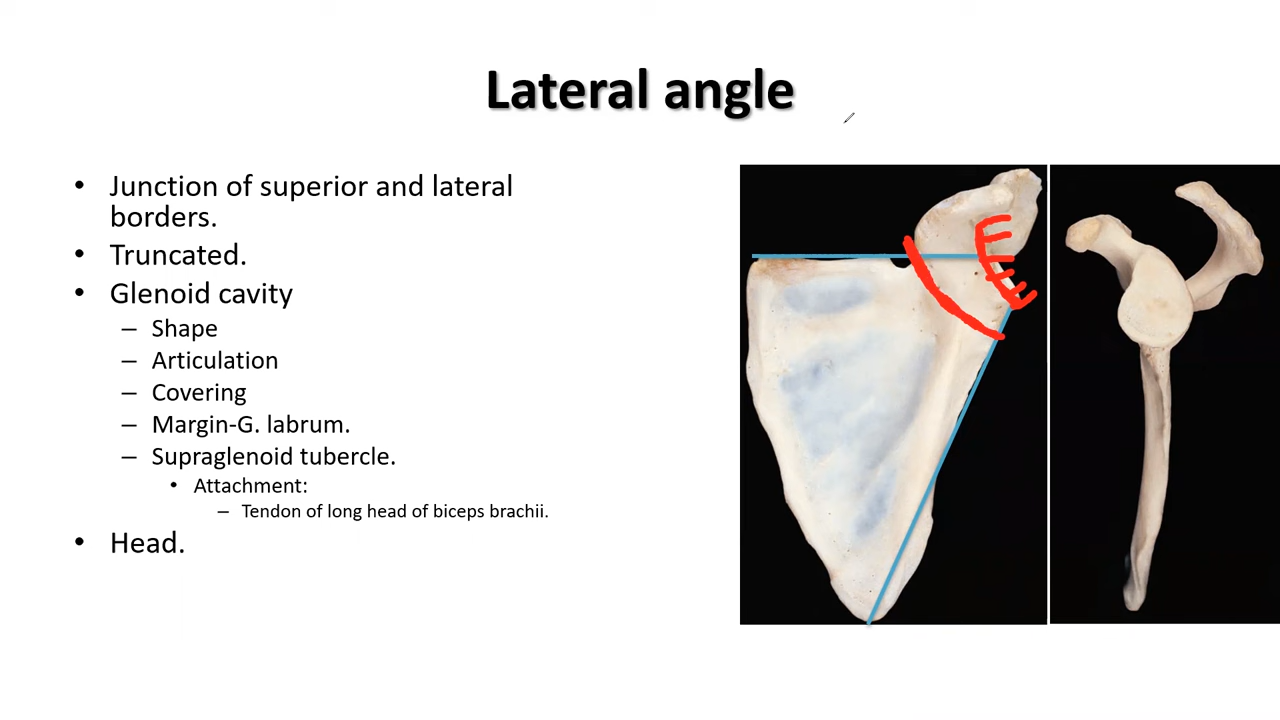 Lateral angle
• Junction of superior and lateral
borders.
• Truncated.
• Glenoid cavity
– Shape
– Articulation
– Covering
– Margin-G. labrum.
– Supraglenoid tubercle.
• Attachment:
– Tendon of long head of biceps brachii.
• Head.